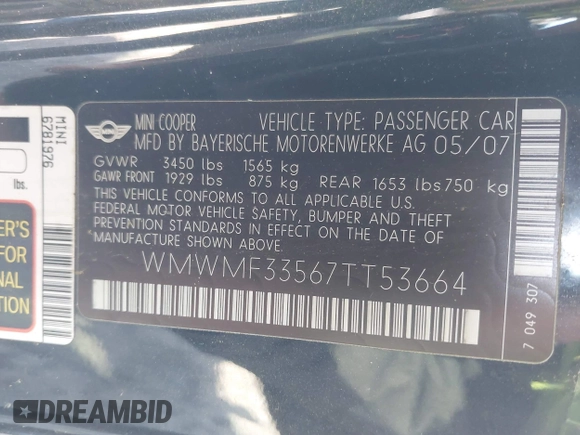 MINI
6781976
lbs.
ER'S
FOR
NAL
TION
MINI
MINI COOPER VEHICLE TYPE: PASSENGER CAR
MFD BY BAYERISCHE MOTORENWERKE AG 05/07
GVWR 3450 lbs 1565 kg
GAWR FRONT 1929 lbs 875 kg REAR 1653 lbs 750 kg
THIS VEHICLE CONFORMS TO ALL APPLICABLE U.S.
FEDERAL MOTOR VEHICLE SAFETY, BUMPER AND THEFT
PREVENTION STANDARDS IN EFFECT ON THE DATE OF
MANUFACTURE SHOWN ABOVE.
WMWMF33567TT53664
7 049 307
DREAMBID